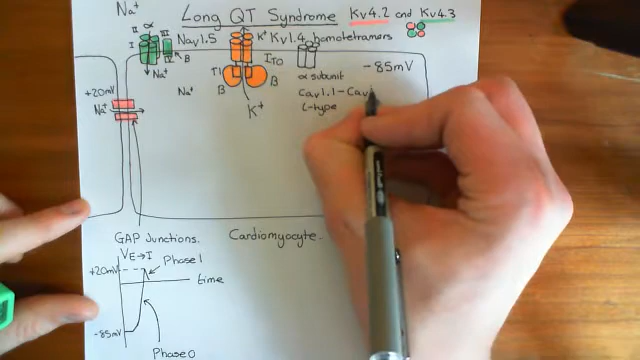 Na+
Long QT Syndrome Kv4.2 and Kv4.3
II α III
I IV B
Nav1.5
K+ Kv1.4 homotetramers
ITO
Na+
T1
B B
K+
α subunit
Cav1.1-Cav
L-type
-85mV
+20mV
Na+
Na+
GAP Junctions.
Cardiomyocyte.
VE→I
+20mV
Phase 1
time
-85mV
Phase 0